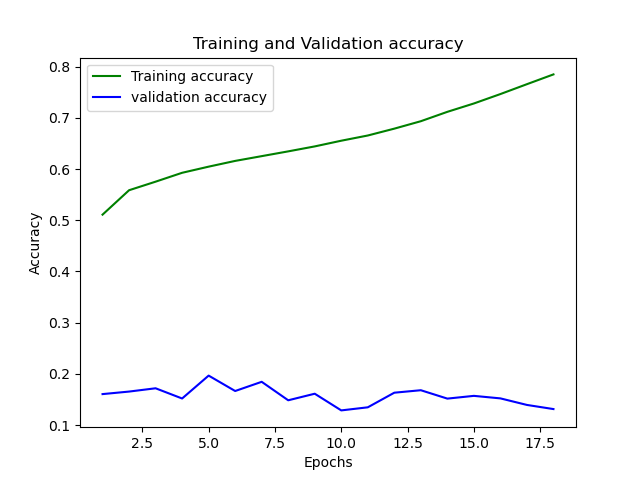 Training and Validation accuracy
Training accuracy
validation accuracy
0.8
0.7
0.6
0.5
0.4
0.3
0.2
0.1
Accuracy
2.5 5.0 7.5 10.0 12.5 15.0 17.5
Epochs